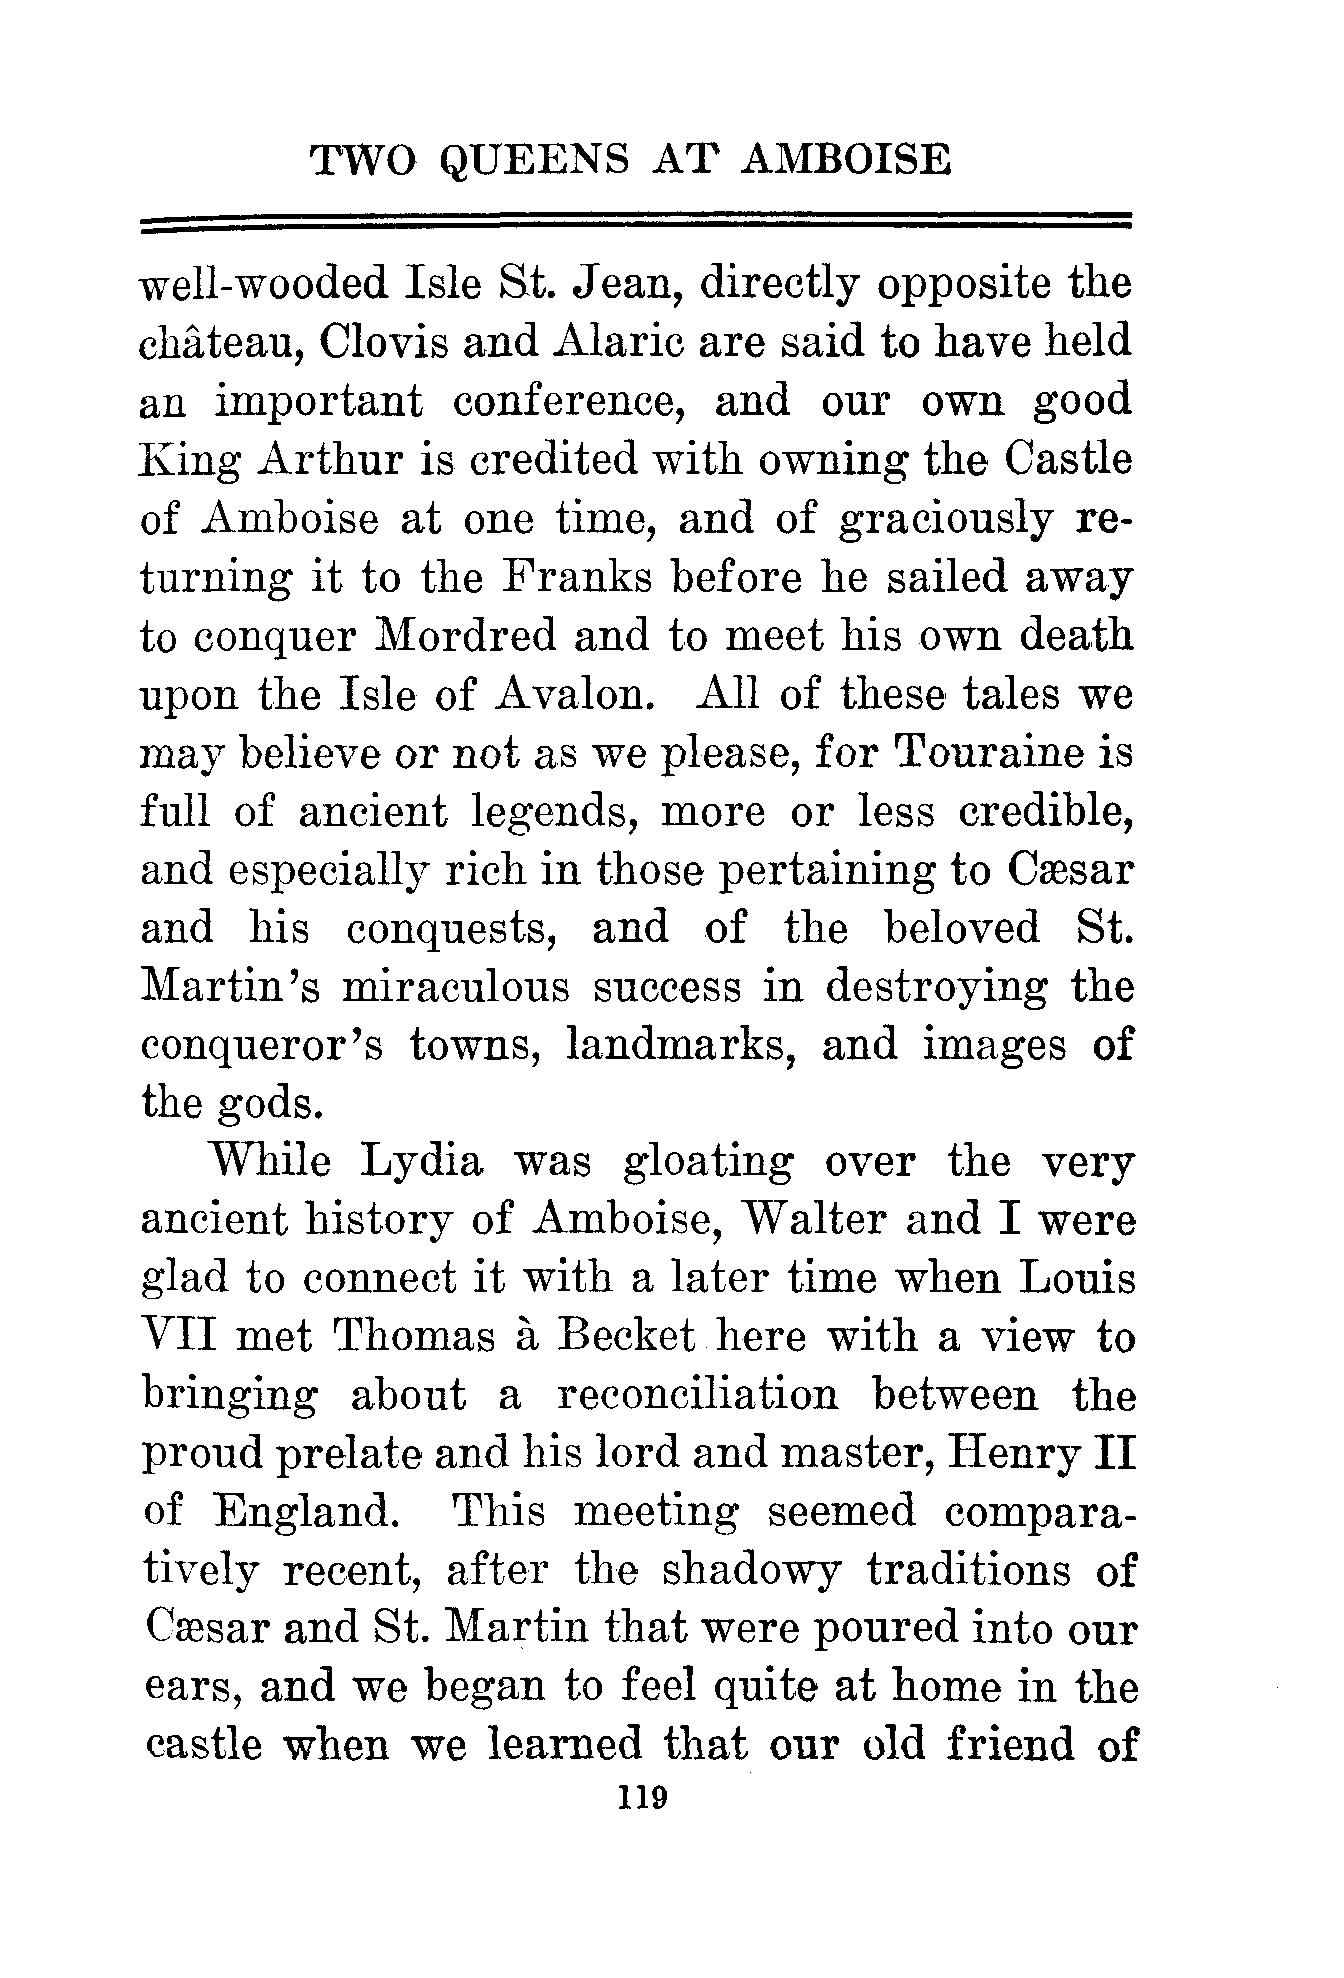 TWO QUEENS AT AMBOISE
well-wooded Isle St. Jean, directly opposite the
château, Clovis and Alaric are said to have held
an important conference, and our own good
King Arthur is credited with owning the Castle
of Amboise at one time, and of graciously re-
turning it to the Franks before he sailed away
to conquer Mordred and to meet his own death
upon the Isle of Avalon. All of these tales we
may believe or not as we please, for Touraine is
full of ancient legends, more or less credible,
and especially rich in those pertaining to Cæsar
and his conquests, and of the beloved St.
Martin's miraculous success in destroying the
conqueror's towns, landmarks, and images of
the gods.
While Lydia was gloating over the very
ancient history of Amboise, Walter and I were
glad to connect it with a later time when Louis
VII met Thomas à Becket here with a view to
bringing about a reconciliation between the
proud prelate and his lord and master, Henry II
of England. This meeting seemed compara-
tively recent, after the shadowy traditions of
Cæsar and St. Martin that were poured into our
ears, and we began to feel quite at home in the
castle when we learned that our old friend of
119